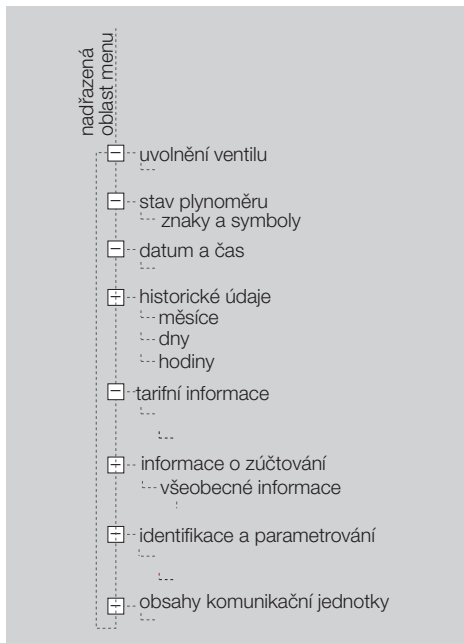 nadřazená
oblast menu
uvolnění ventilu
stav plynoměru
znaky a symboly
datum a čas
historické údaje
měsíce
dny
hodiny
tarifní informace
informace o zúčtování
všeobecné informace
identifikace a parametrování
obsahy komunikační jednotky